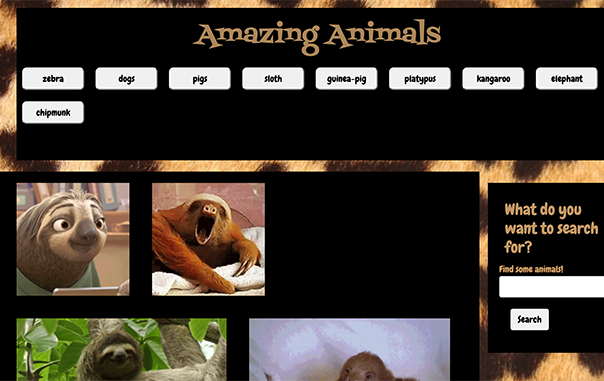 Amazing Animals
zebra dogs pigs sloth guinea-pig platypus kangaroo elephant
chipmunk
What do you
want to search
for?
Find some animals!
Search